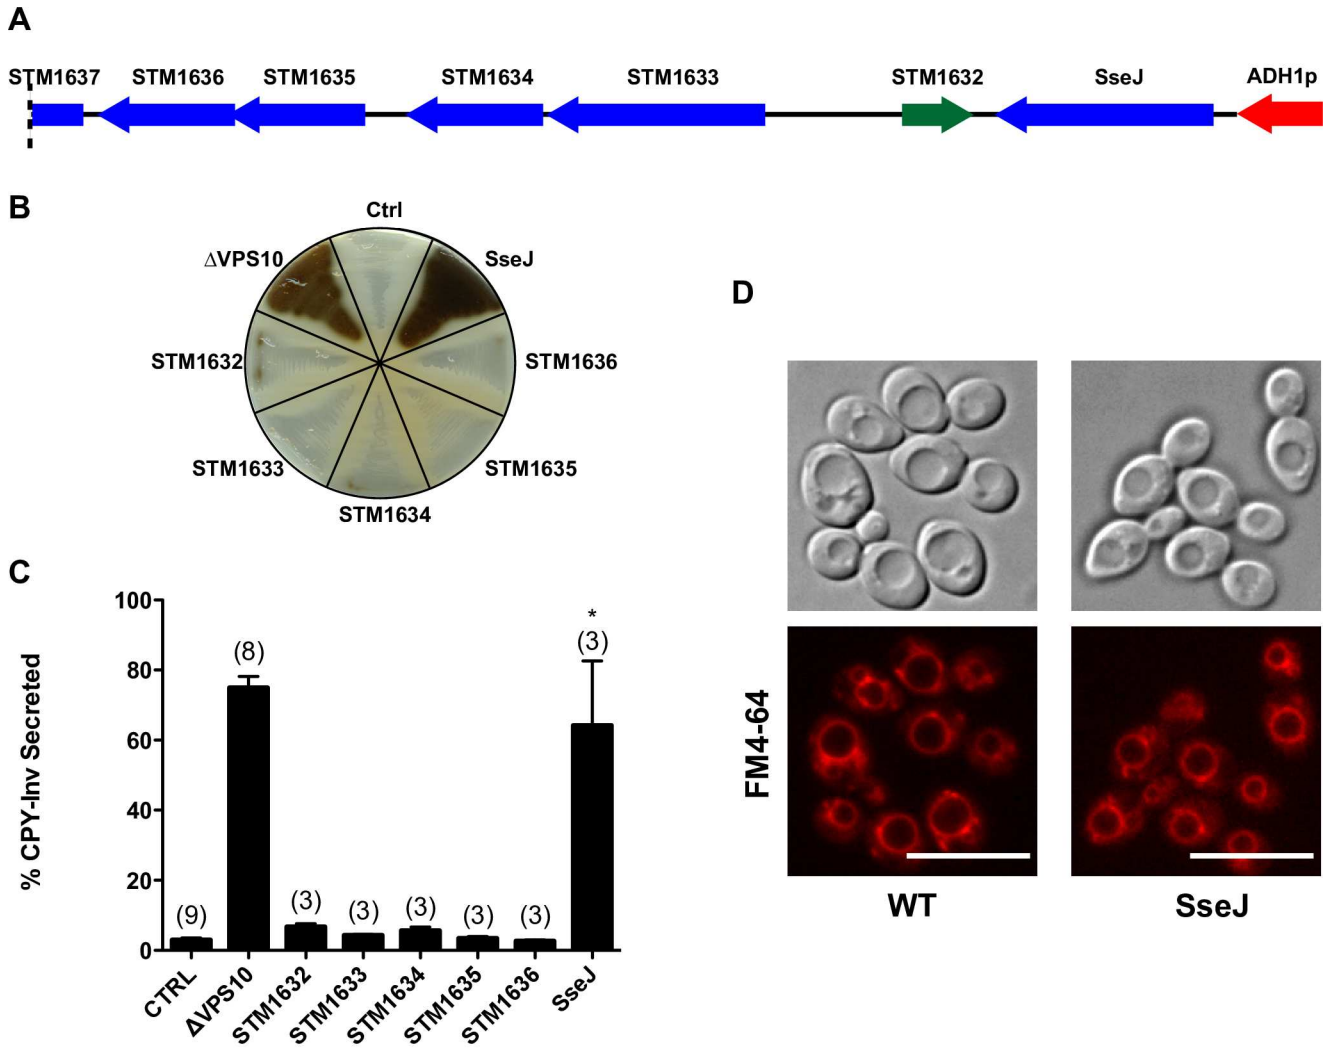 A
STM1637 STM1636 STM1635 STM1634 STM1633 STM1632 SseJ ADH1p
B
Ctrl
ΔVPS10 SseJ
STM1632 STM1636
STM1633 STM1635
STM1634
C
% CPY-Inv Secreted
100
80
60
40
20
0
(9) (8) (3) (3) (3) (3) (3) (3)
*
CTRL ΔVPS10 STM1632 STM1633 STM1634 STM1635 STM1636 SseJ
D
FM4-64
WT SseJ